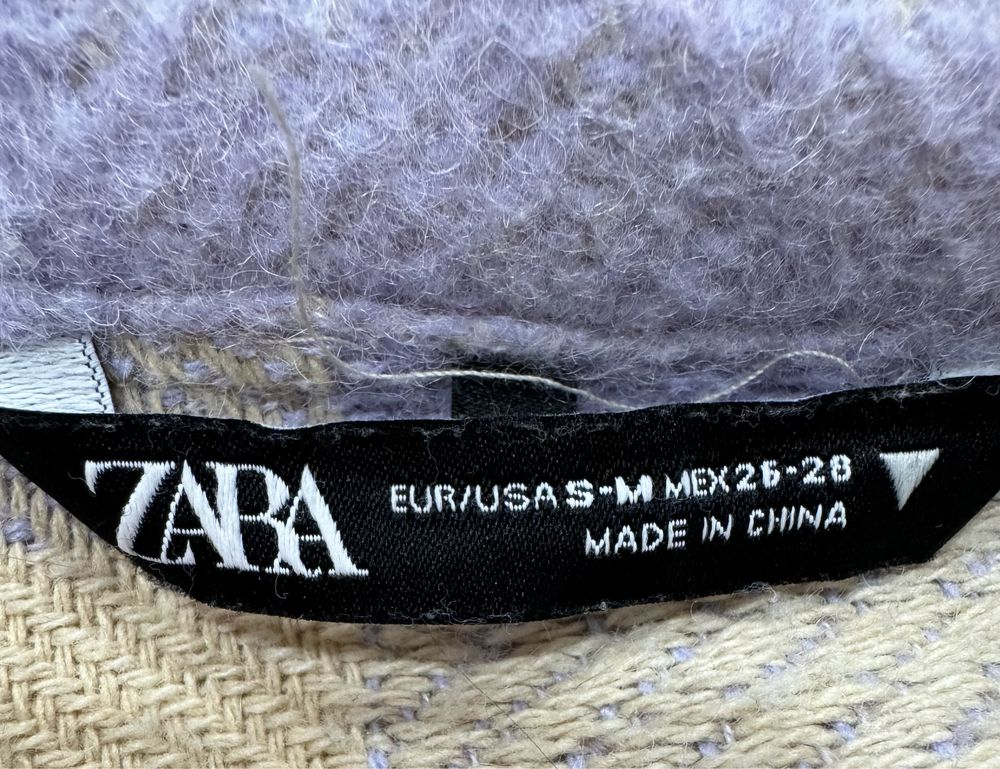 ZARA
EUR/USA S-M MEX 26-28
MADE IN CHINA